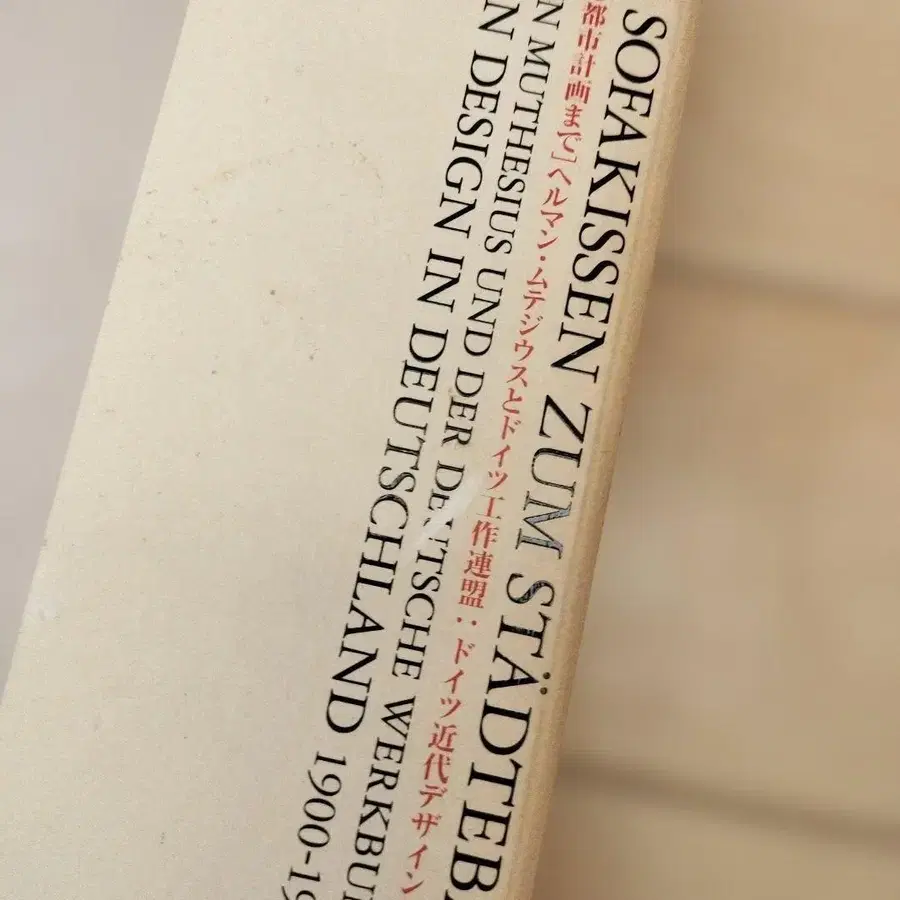 SOFAKISSEN ZUM STÄDTEB
都市計画まで」ヘルマン・ムテジウスとドイツ工作連盟：ドイツ近代デザイン
N MUTHESIUS UND DER DEUTSCHE WERKBU
N DESIGN IN DEUTSCHLAND 1900-19